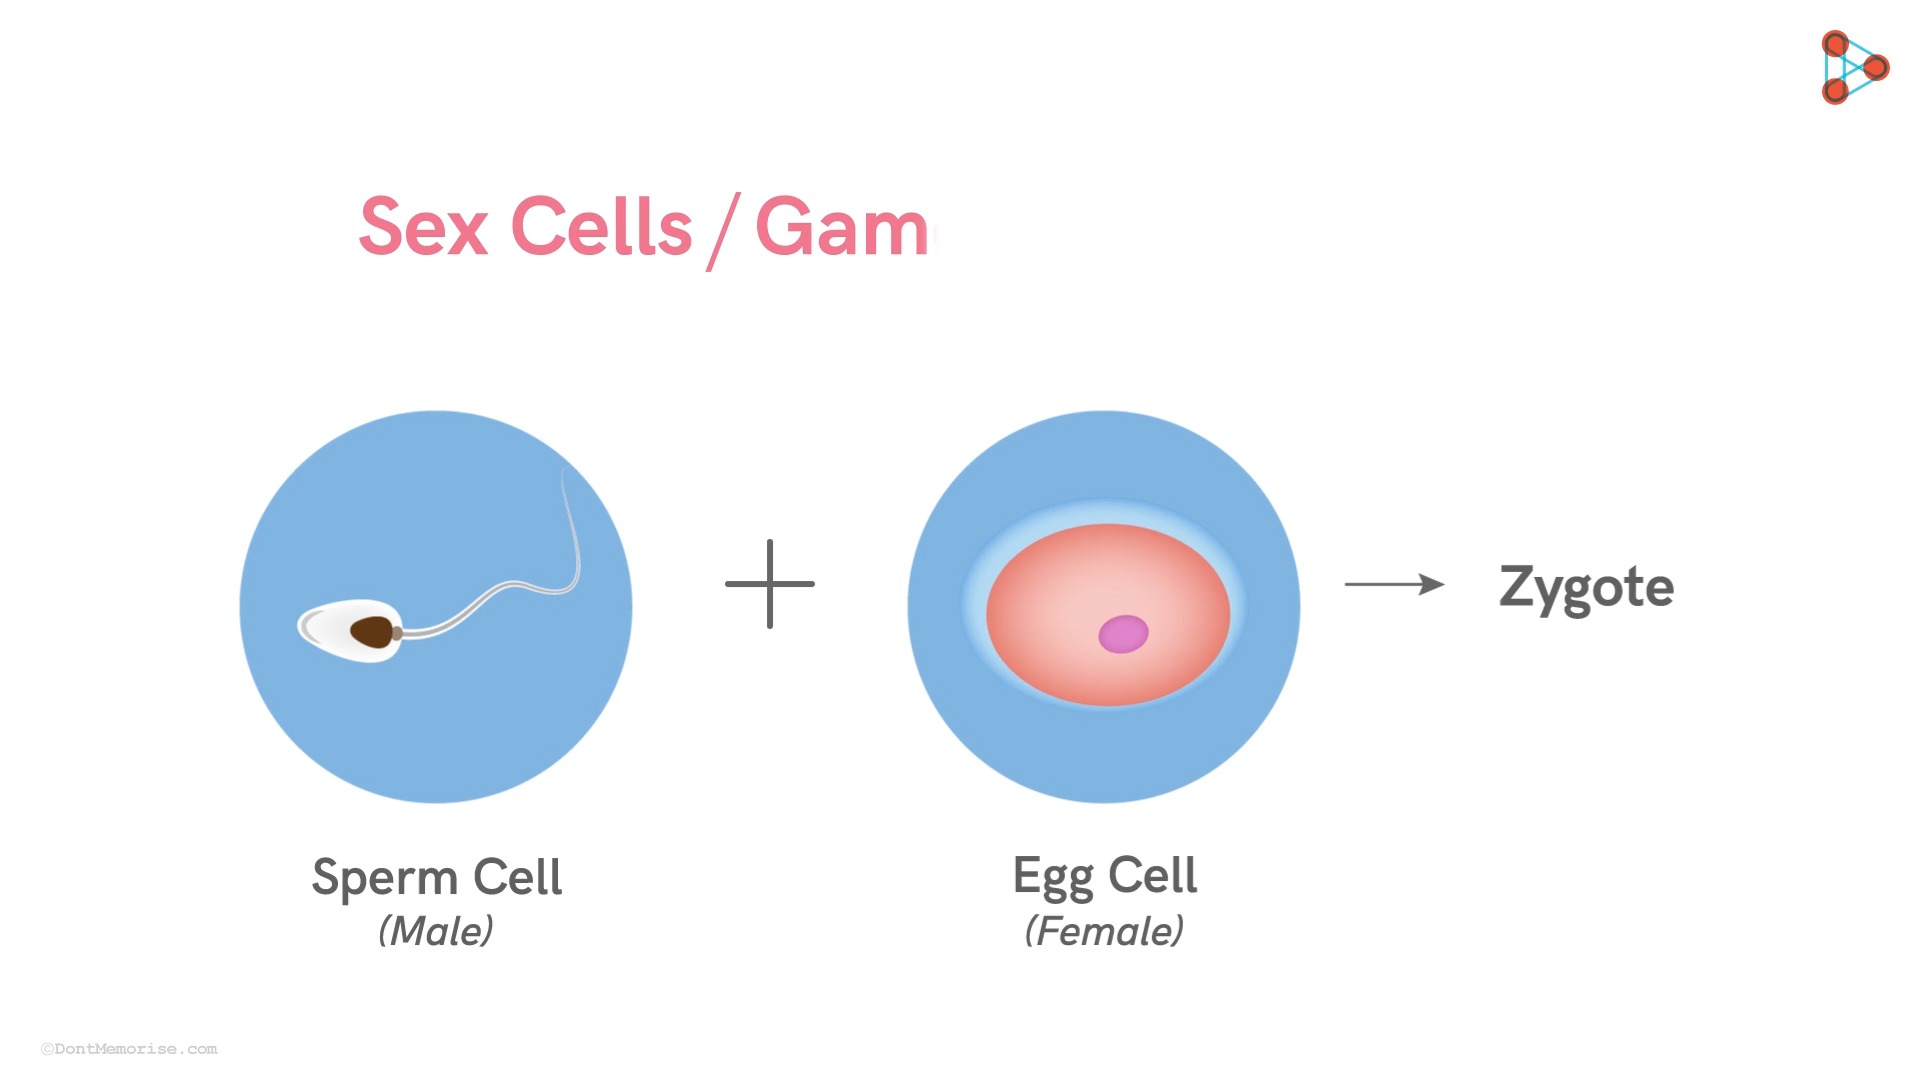 Sex Cells / Gam
Zygote
Sperm Cell
(Male)
Egg Cell
(Female)
©DontMemorise.com